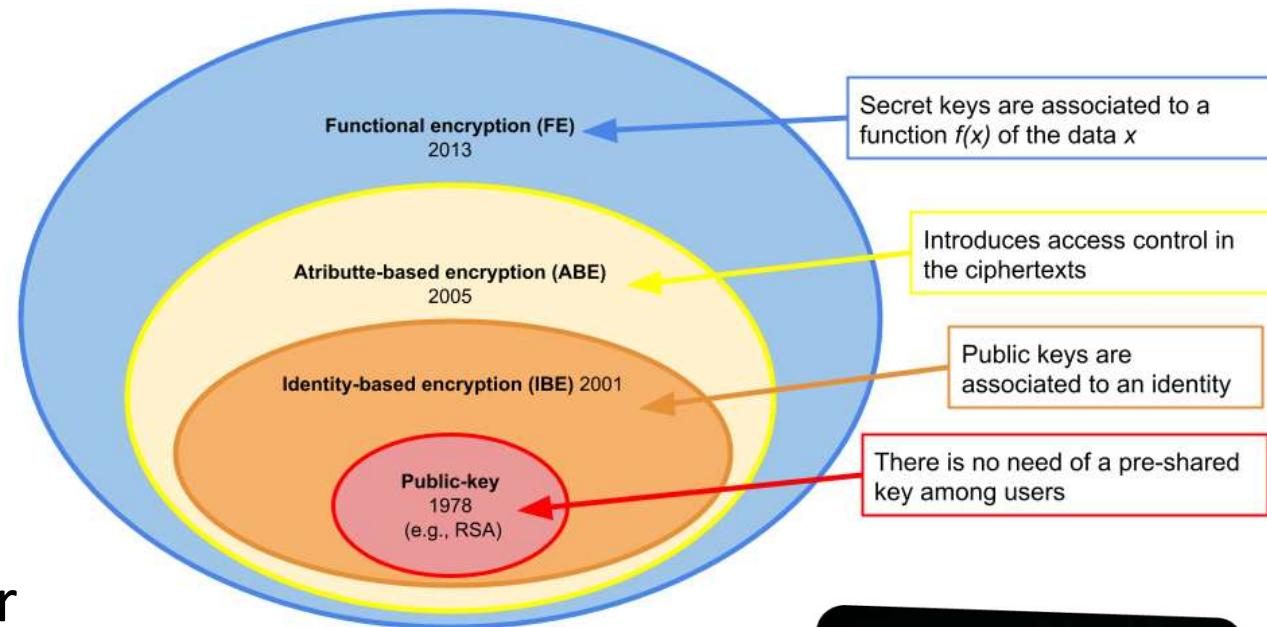 Functional encryption (FE)
2013
Secret keys are associated to a
function f(x) of the data x
Atributte-based encryption (ABE)
2005
Introduces access control in
the ciphertexts
Identity-based encryption (IBE) 2001
Public keys are
associated to an identity
Public-key
1978
(e.g., RSA)
There is no need of a pre-shared
key among users
r